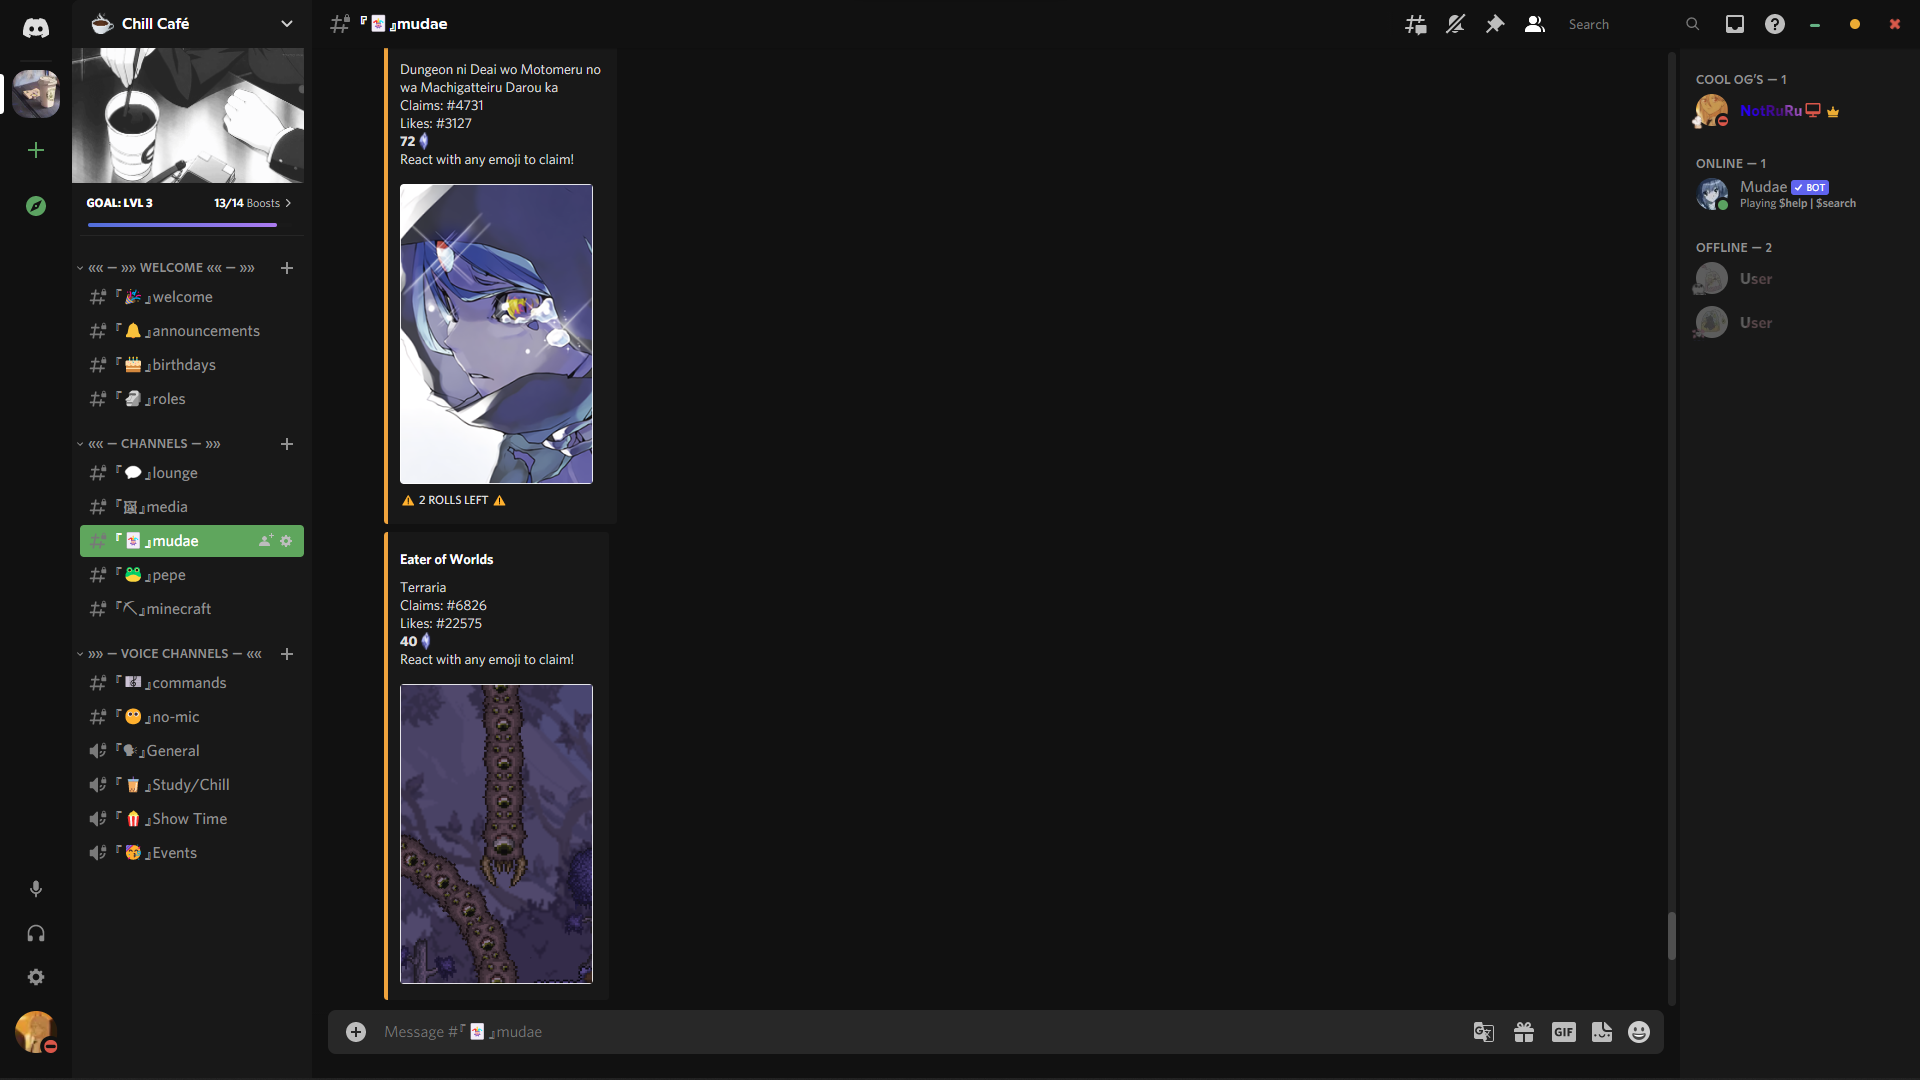 Chill Café
GOAL: LVL 3
13/14 Boosts
«« — »» WELCOME «« — »»
『🎉』welcome
『🔔』announcements
『🎂』birthdays
『🗿』roles
«« — CHANNELS — »»
『💬』lounge
『🖼』media
『🃏』mudae
『🐸』pepe
『⛏』minecraft
»» — VOICE CHANNELS — ««
『🎼』commands
『😶』no-mic
『🗣』General
『🧋』Study/Chill
『🍿』Show Time
『🥳』Events
『🃏』mudae
Search
Dungeon ni Deai wo Motomeru no
wa Machigatteiru Darou ka
Claims: #4731
Likes: #3127
72
React with any emoji to claim!
⚠ 2 ROLLS LEFT ⚠
Eater of Worlds
Terraria
Claims: #6826
Likes: #22575
40
React with any emoji to claim!
Message #『🃏』mudae
GIF
COOL OG'S — 1
NotRuRu
ONLINE — 1
Mudae ✓ BOT
Playing $help | $search
OFFLINE — 2
User
User